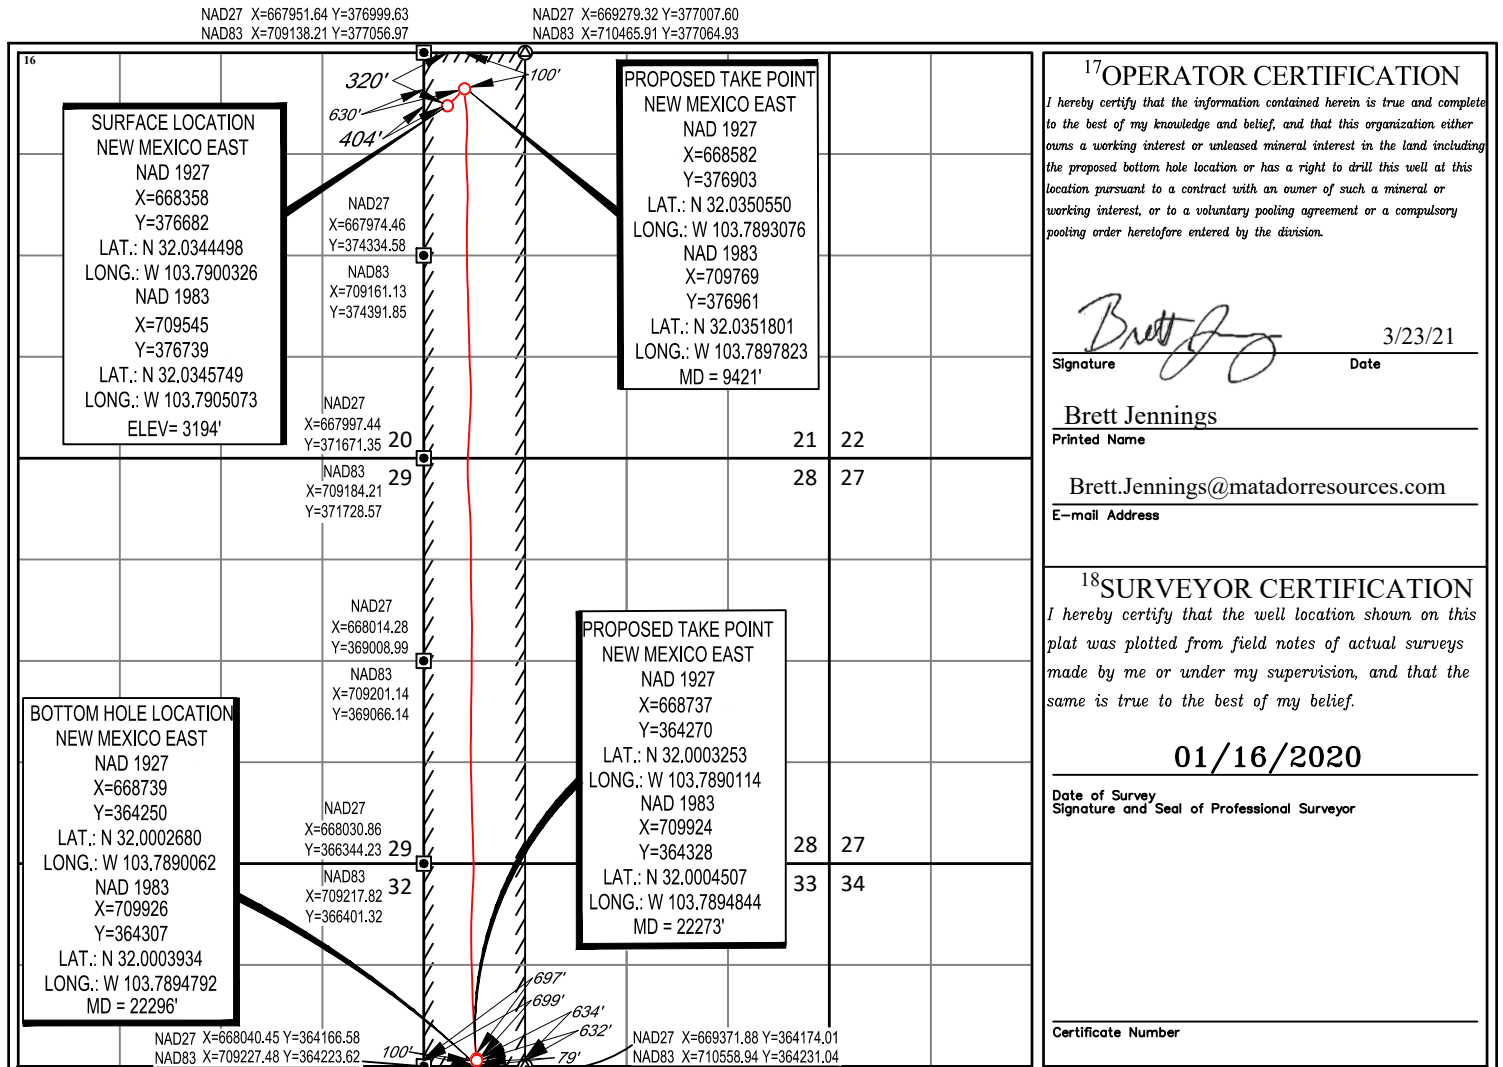 NAD27 X=667951.64 Y=376999.63
NAD83 X=709138.21 Y=377056.97
NAD27 X=669279.32 Y=377007.60
NAD83 X=710465.91 Y=377064.93
16
320'
100'
630'
404'
SURFACE LOCATION
NEW MEXICO EAST
NAD 1927
X=668358
Y=376682
LAT.: N 32.0344498
LONG.: W 103.7900326
NAD 1983
X=709545
Y=376739
LAT.: N 32.0345749
LONG.: W 103.7905073
ELEV= 3194'
PROPOSED TAKE POINT
NEW MEXICO EAST
NAD 1927
X=668582
Y=376903
LAT.: N 32.0350550
LONG.: W 103.7893076
NAD 1983
X=709769
Y=376961
LAT.: N 32.0351801
LONG.: W 103.7897823
MD = 9421'
NAD27
X=667974.46
Y=374334.58
NAD83
X=709161.13
Y=374391.85
NAD27
X=667997.44
Y=371671.35
20
21 22
NAD83
X=709184.21
Y=371728.57
29
28 27
NAD27
X=668014.28
Y=369008.99
NAD83
X=709201.14
Y=369066.14
PROPOSED TAKE POINT
NEW MEXICO EAST
NAD 1927
X=668737
Y=364270
LAT.: N 32.0003253
LONG.: W 103.7890114
NAD 1983
X=709924
Y=364328
LAT.: N 32.0004507
LONG.: W 103.7894844
MD = 22273'
BOTTOM HOLE LOCATION
NEW MEXICO EAST
NAD 1927
X=668739
Y=364250
LAT.: N 32.0002680
LONG.: W 103.7890062
NAD 1983
X=709926
Y=364307
LAT.: N 32.0003934
LONG.: W 103.7894792
MD = 22296'
NAD27
X=668030.86
Y=366344.23
29
28 27
NAD83
X=709217.82
Y=366401.32
32
33 34
697'
699'
634'
632'
79'
100'
NAD27 X=668040.45 Y=364166.58
NAD83 X=709227.48 Y=364223.62
NAD27 X=669371.88 Y=364174.01
NAD83 X=710558.94 Y=364231.04
17OPERATOR CERTIFICATION
I hereby certify that the information contained herein is true and complete
to the best of my knowledge and belief, and that this organization either
owns a working interest or unleased mineral interest in the land including
the proposed bottom hole location or has a right to drill this well at this
location pursuant to a contract with an owner of such a mineral or
working interest, or to a voluntary pooling agreement or a compulsory
pooling order heretofore entered by the division.
3/23/21
Signature Date
Brett Jennings
Printed Name
Brett.Jennings@matadorresources.com
E-mail Address
18SURVEYOR CERTIFICATION
I hereby certify that the well location shown on this
plat was plotted from field notes of actual surveys
made by me or under my supervision, and that the
same is true to the best of my belief.
01/16/2020
Date of Survey
Signature and Seal of Professional Surveyor
Certificate Number